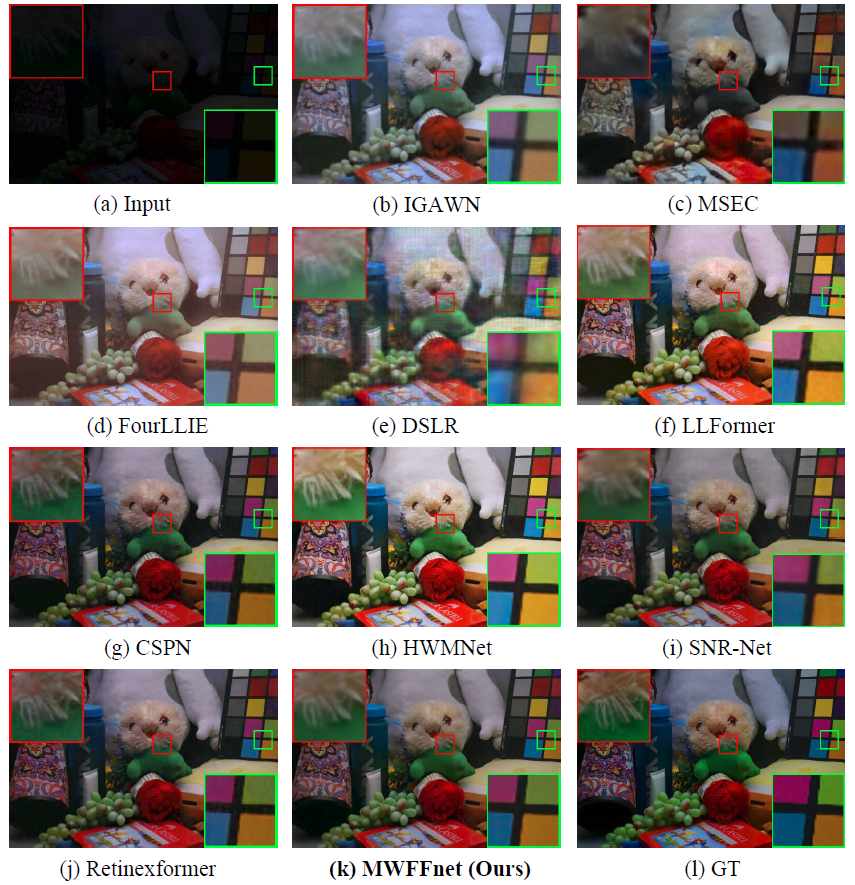 (a) Input
(b) IGAWN
(c) MSEC
(d) FourLLIE
(e) DSLR
(f) LLFormer
(g) CSPN
(h) HWMNet
(i) SNR-Net
(j) Retinexformer
(k) MWFFnet (Ours)
(l) GT